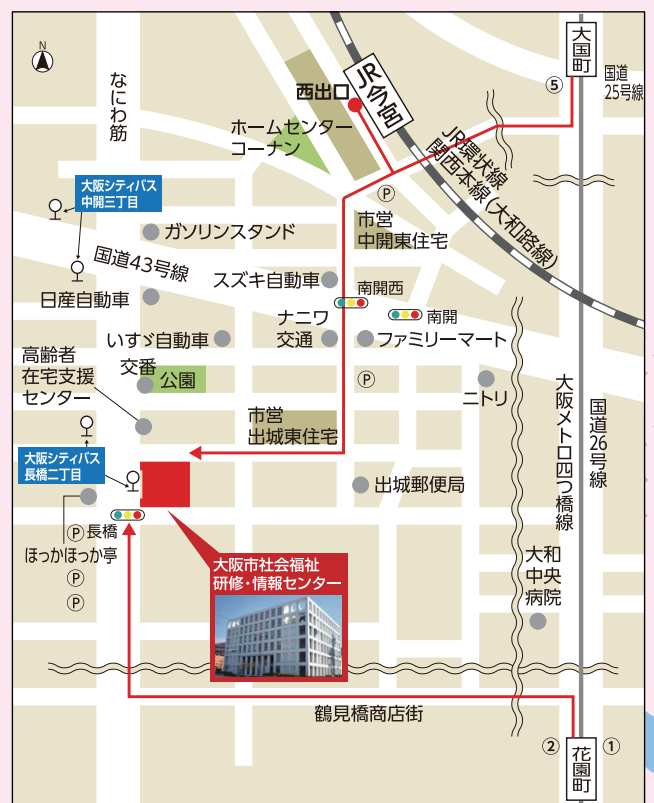 N
なにわ筋
大国町
⑤
国道
25号線
西出口
JR今宮
ホームセンター
コーナン
JR環状線
関西本線(大和路線)
大阪シティバス
中開三丁目
Ⓟ
市営
中開東住宅
ガソリンスタンド
国道43号線
スズキ自動車
日産自動車
南開西
南開
ナニワ
交通
いすゞ自動車
ファミリーマート
高齢者
在宅支援
センター
交番
公園
Ⓟ
ニトリ
大阪メトロ四つ橋線
国道26号線
市営
出城東住宅
大阪シティバス
長橋二丁目
出城郵便局
長橋
Ⓟ
ほっかほっか亭
Ⓟ
Ⓟ
大阪市社会福祉
研修・情報センター
大和
中央
病院
鶴見橋商店街
②
花園町
①